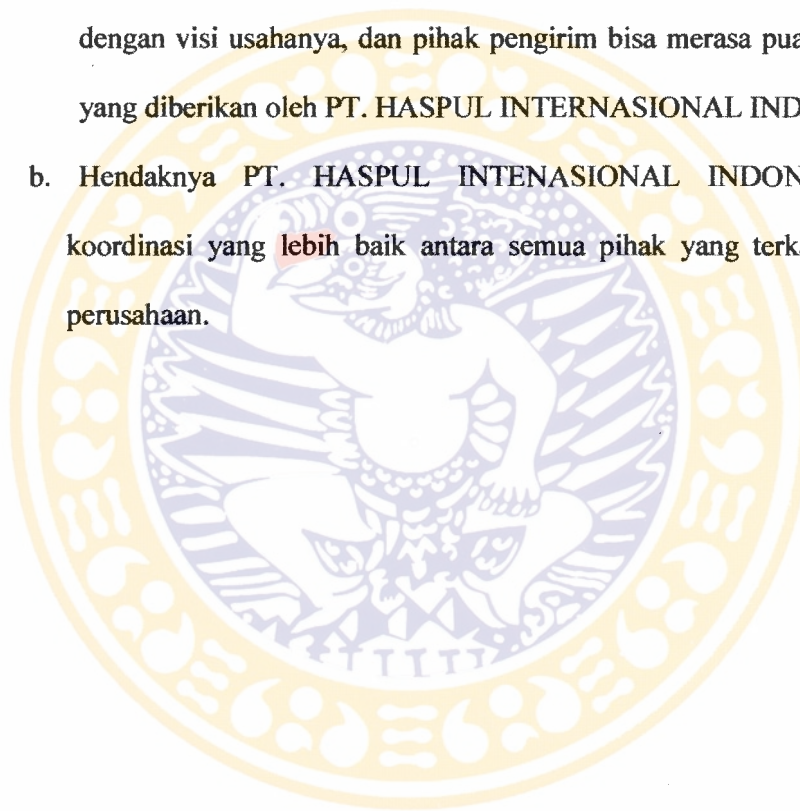 dengan visi usahanya, dan pihak pengirim bisa merasa pua
yang diberikan oleh PT. HASPUL INTERNASIONAL IND
b. Hendaknya PT. HASPUL INTENASIONAL INDON
koordinasi yang lebih baik antara semua pihak yang terk
perusahaan.